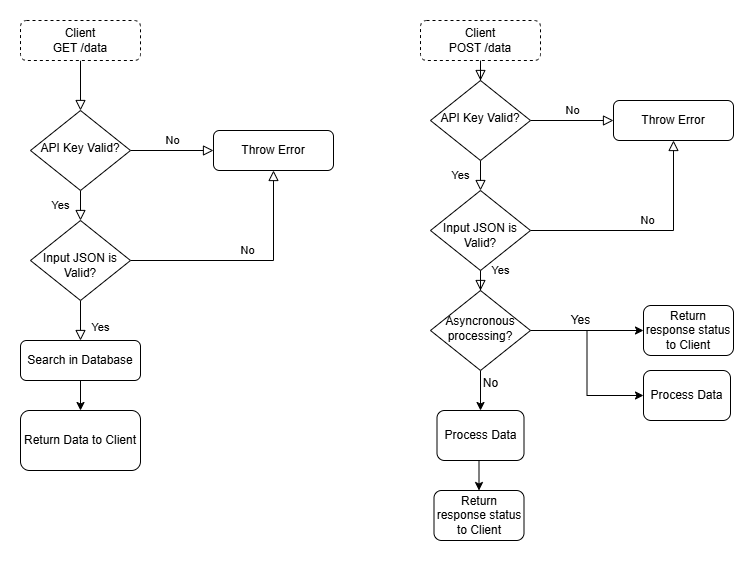 Client
GET /data
API Key Valid?
No
Throw Error
Yes
Input JSON is
Valid?
No
Yes
Search in Database
Return Data to Client
Client
POST /data
API Key Valid?
No
Throw Error
Yes
Input JSON is
Valid?
No
Yes
Asyncronous
processing?
Yes
Return
response status
to Client
Process Data
No
Process Data
Return
response status
to Client